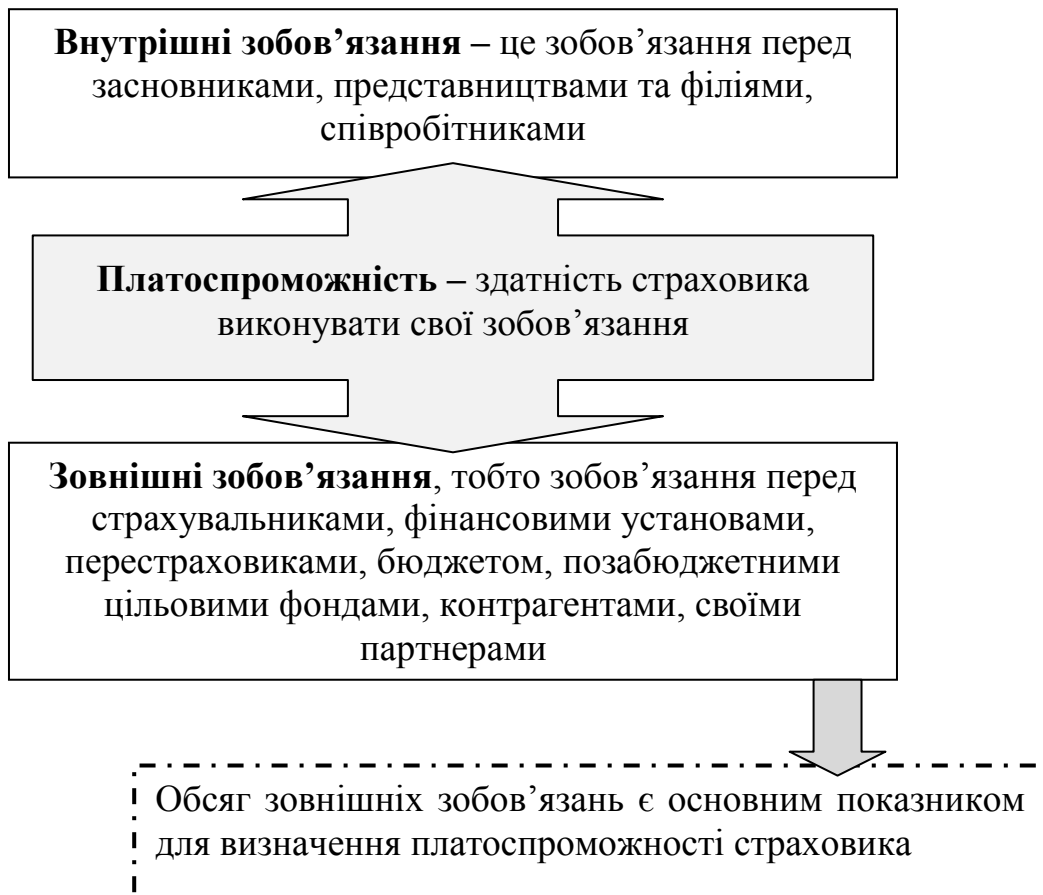 Внутрішні зобов’язання – це зобов’язання перед
засновниками, представництвами та філіями,
співробітниками
Платоспроможність – здатність страховика
виконувати свої зобов’язання
Зовнішні зобов’язання, тобто зобов’язання перед
страхувальниками, фінансовими установами,
перестраховиками, бюджетом, позабюджетними
цільовими фондами, контрагентами, своїми
партнерами
Обсяг зовнішніх зобов’язань є основним показником
для визначення платоспроможності страховика